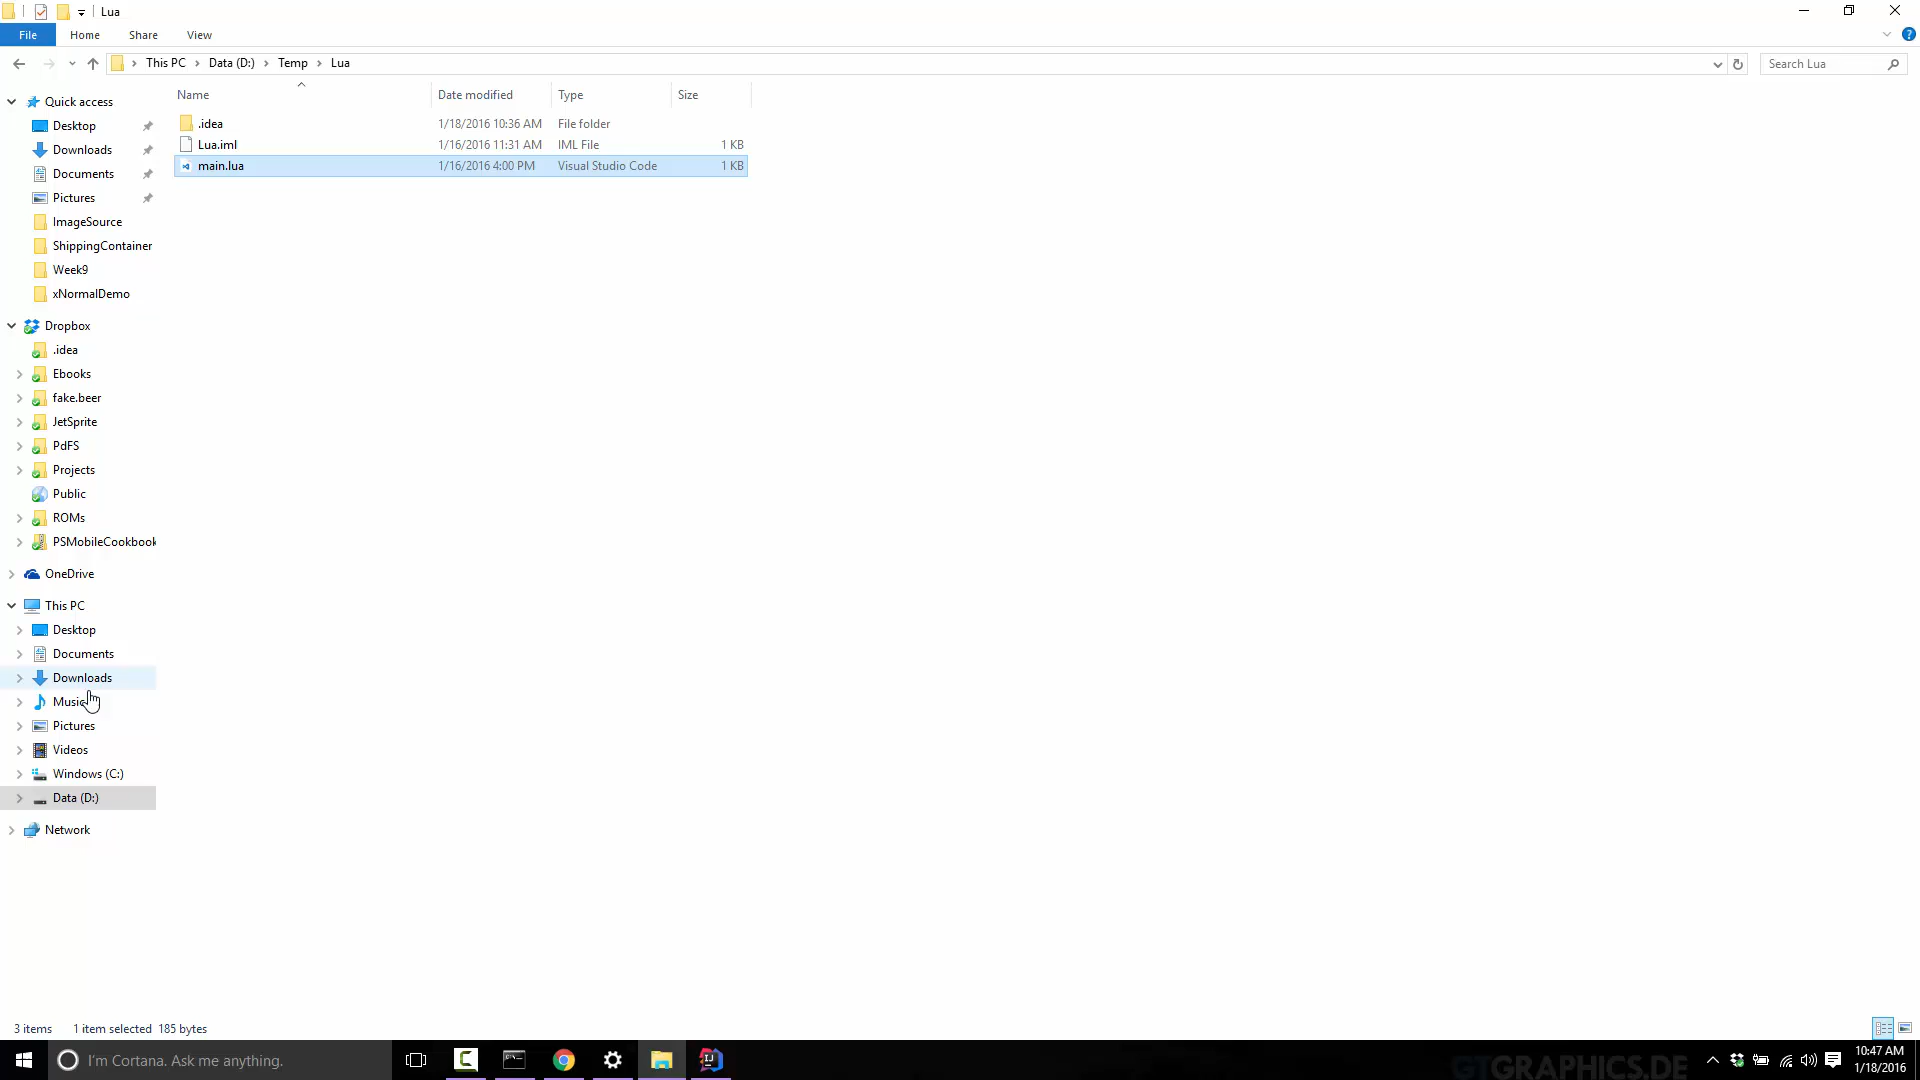 Lua
File Home Share View
This PC Data (D:) Temp Lua
Search Lua
Name Date modified Type Size
.idea 1/18/2016 10:36 AM File folder
Lua.iml 1/16/2016 11:31 AM IML File 1 KB
main.lua 1/16/2016 4:00 PM Visual Studio Code 1 KB
Quick access
Desktop
Downloads
Documents
Pictures
ImageSource
ShippingContainer
Week9
xNormalDemo
Dropbox
.idea
Ebooks
fake.beer
JetSprite
PdFS
Projects
Public
ROMs
PSMobileCookbook
OneDrive
This PC
Desktop
Documents
Downloads
Music
Pictures
Videos
Windows (C:)
Data (D:)
Network
3 items 1 item selected 185 bytes
I'm Cortana. Ask me anything.
GTGRAPHICS.DE
10:47 AM
1/18/2016